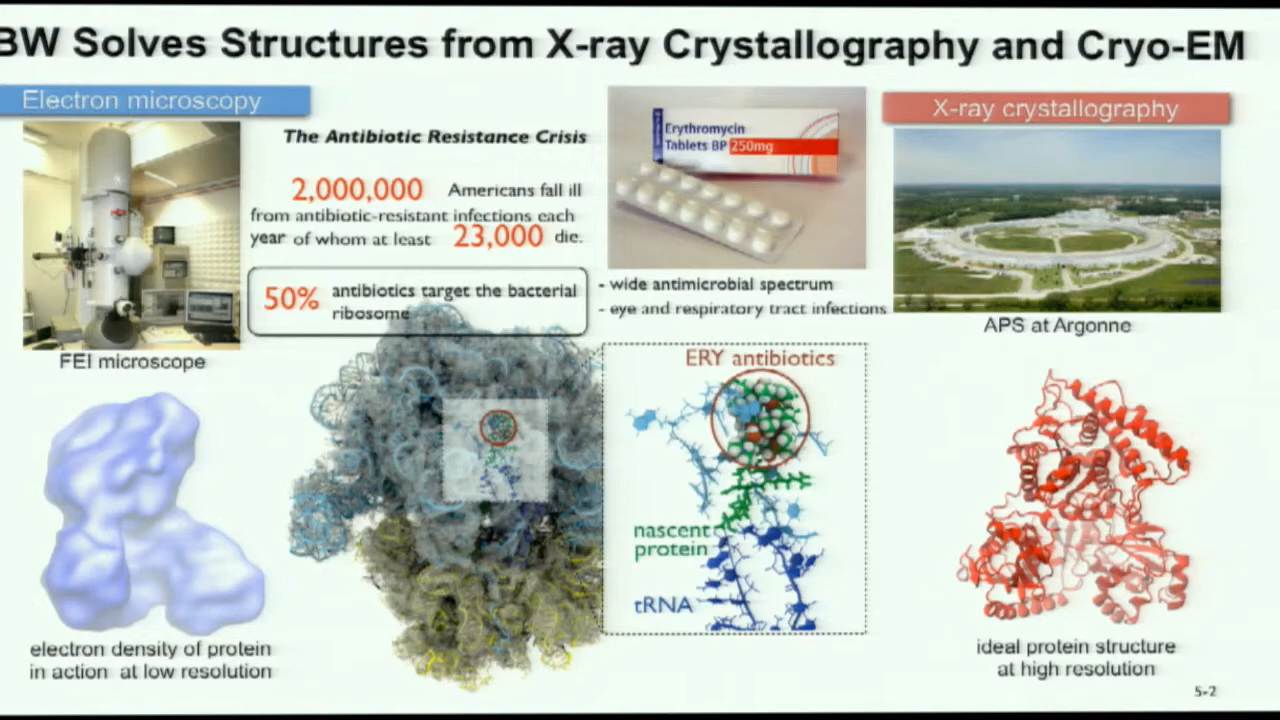 BW Solves Structures from X-ray Crystallography and Cryo-EM
Electron microscopy
FEI microscope
electron density of protein
in action at low resolution
The Antibiotic Resistance Crisis
2,000,000 Americans fall ill
from antibiotic-resistant infections each
year of whom at least 23,000 die.
50% antibiotics target the bacterial
ribosome
Erythromycin
Tablets BP 250mg
- wide antimicrobial spectrum
- eye and respiratory tract infections
ERY antibiotics
nascent
protein
tRNA
X-ray crystallography
APS at Argonne
ideal protein structure
at high resolution
5-2